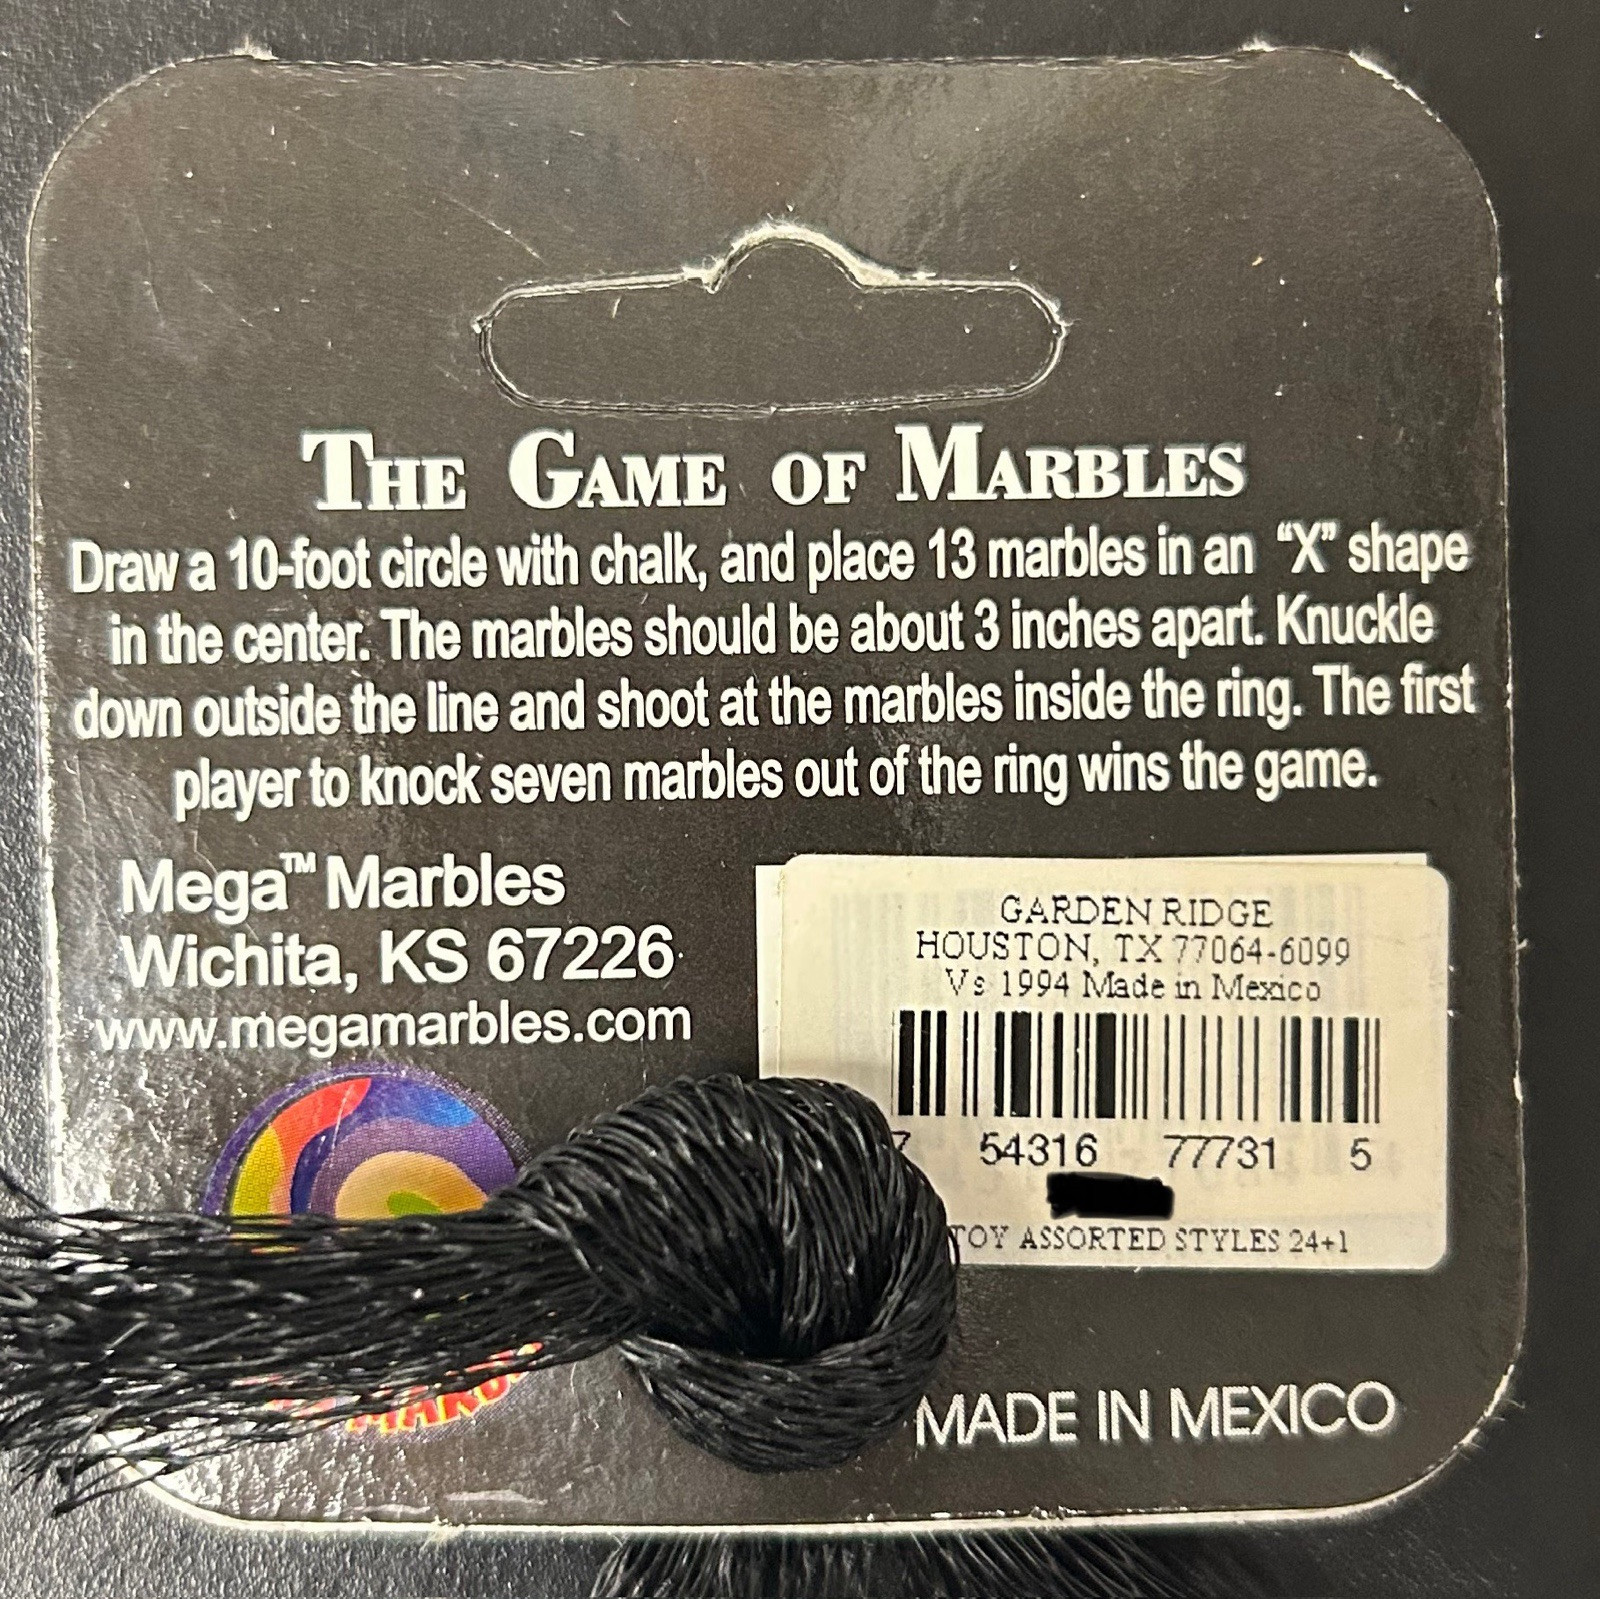 THE GAME OF MARBLES
Draw a 10-foot circle with chalk, and place 13 marbles in an "X" shape
in the center. The marbles should be about 3 inches apart. Knuckle
down outside the line and shoot at the marbles inside the ring. The first
player to knock seven marbles out of the ring wins the game.
Mega™ Marbles
Wichita, KS 67226
www.megamarbles.com
GARDEN RIDGE
HOUSTON, TX 77064-6099
Vs 1994 Made in Mexico
7 54316 77731 5
TOY ASSORTED STYLES 24+1
MADE IN MEXICO